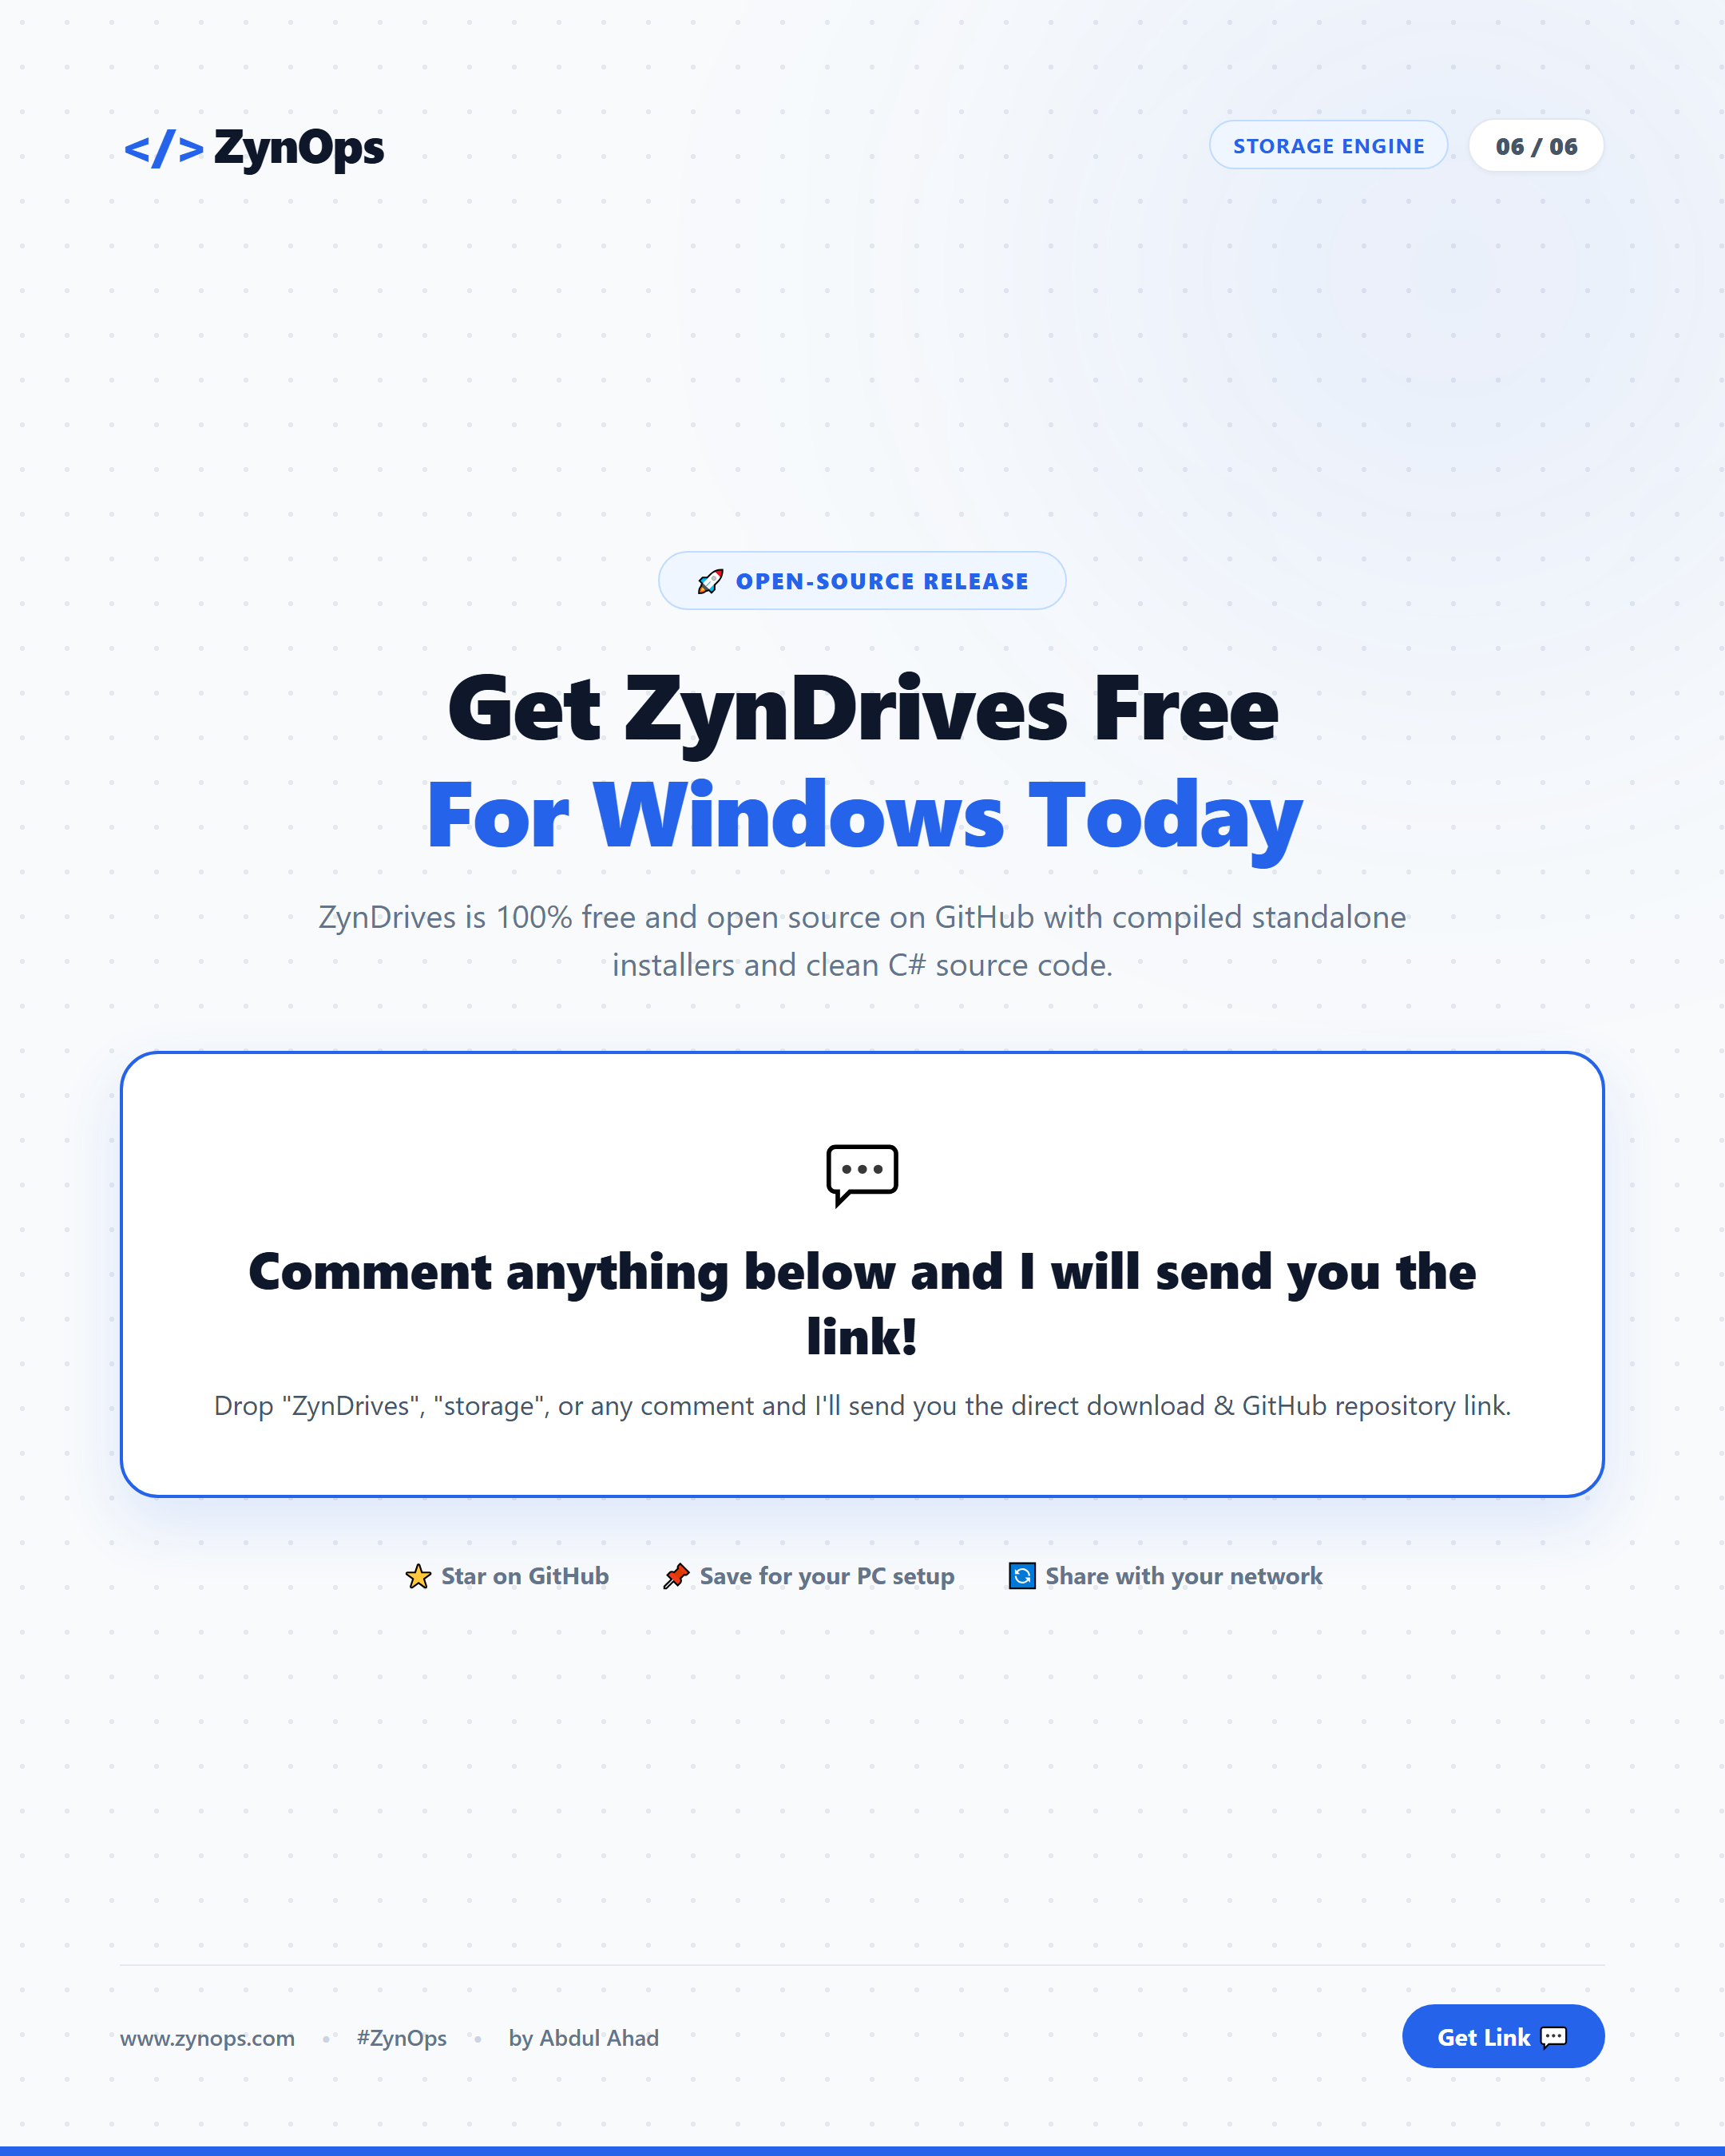 </> ZynOps
STORAGE ENGINE
06 / 06
🚀 OPEN-SOURCE RELEASE
Get ZynDrives Free
For Windows Today
ZynDrives is 100% free and open source on GitHub with compiled standalone
installers and clean C# source code.
Comment anything below and I will send you the
link!
Drop "ZynDrives", "storage", or any comment and I'll send you the direct download & GitHub repository link.
⭐ Star on GitHub
📌 Save for your PC setup
🔄 Share with your network
www.zynops.com • #ZynOps • by Abdul Ahad
Get Link 💬